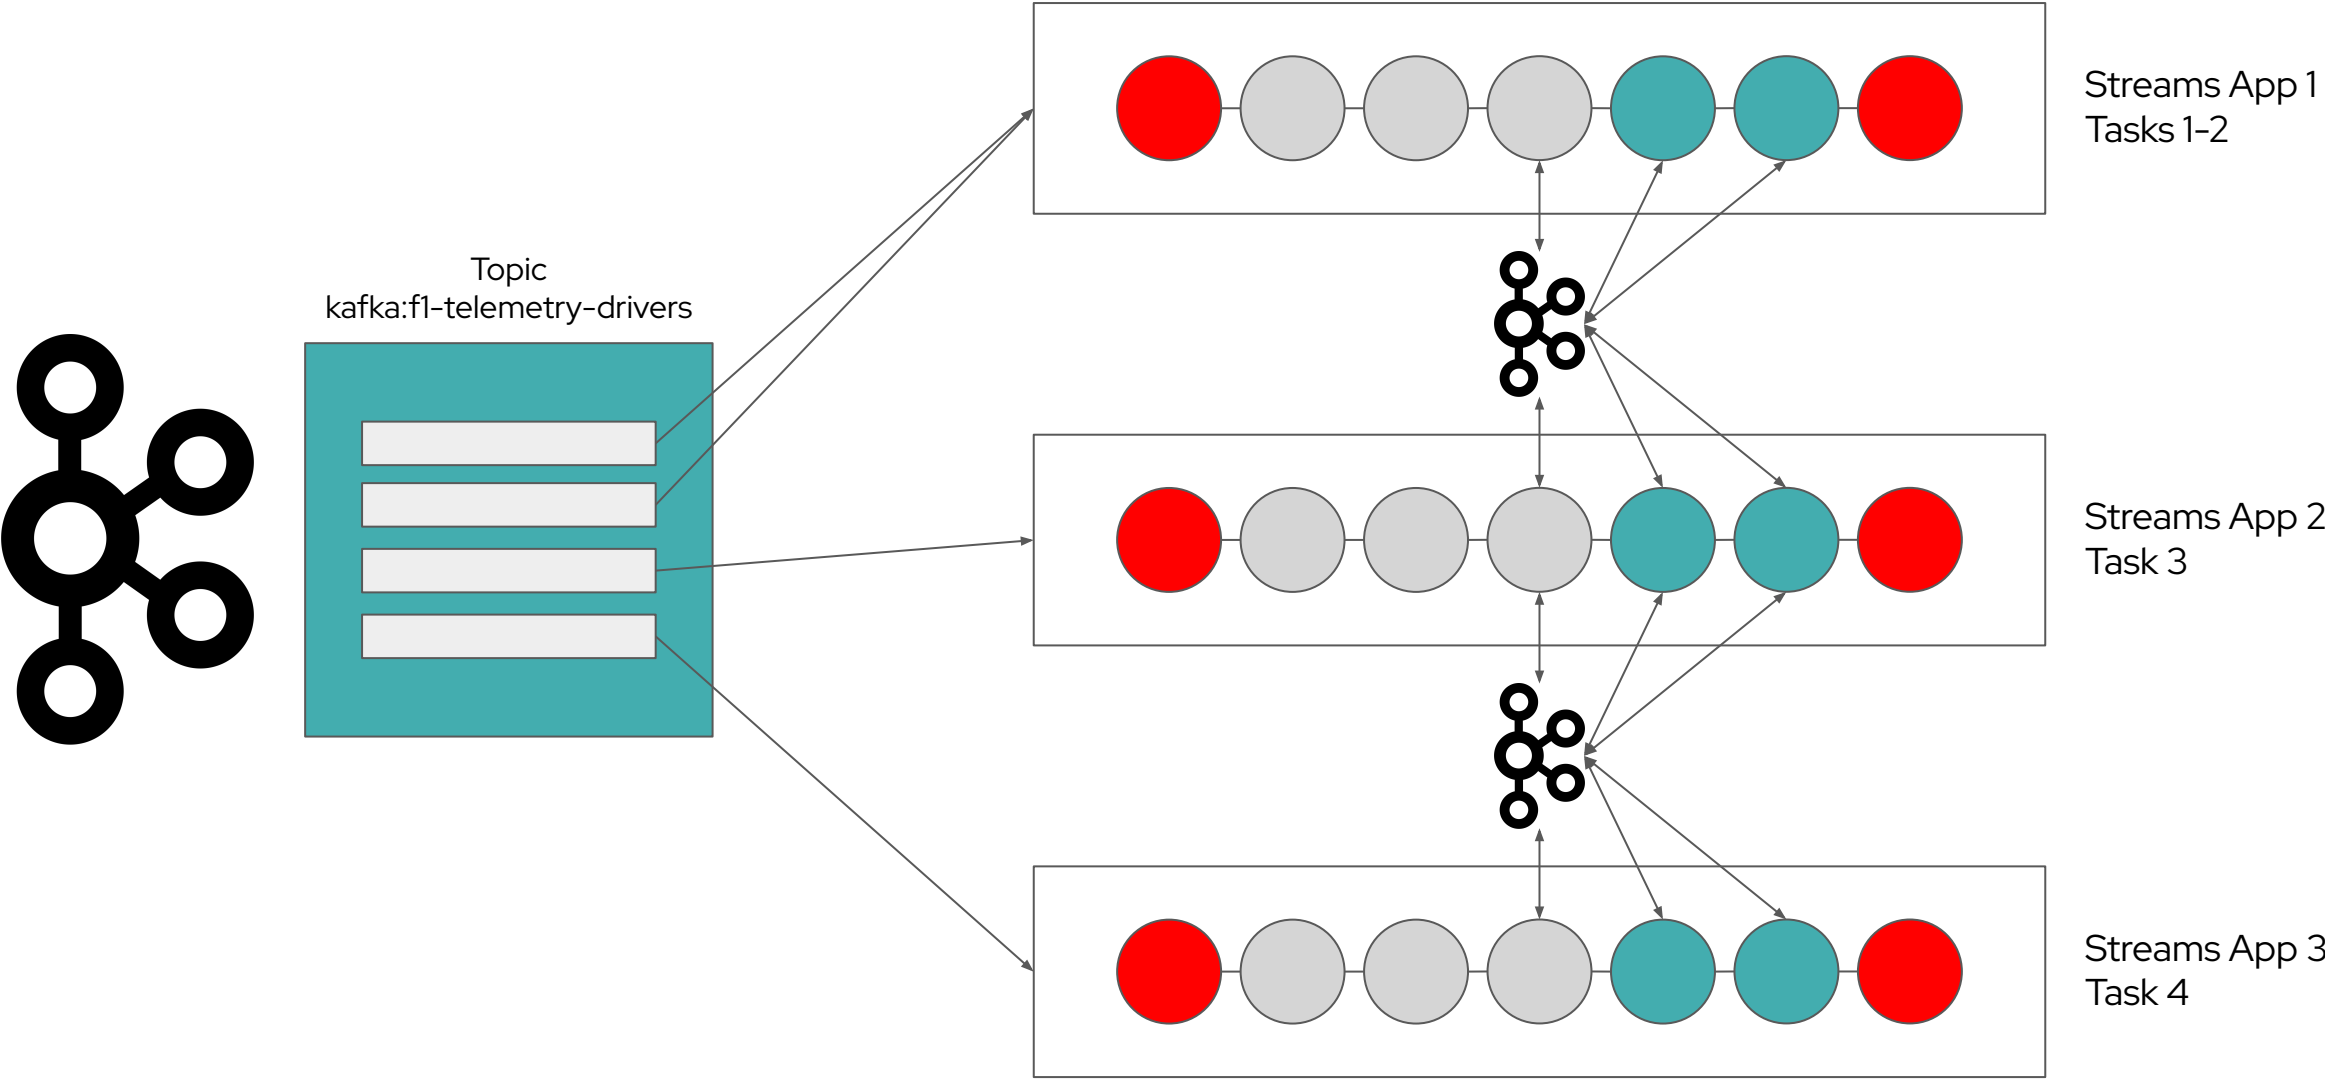 Topic
kafka:f1-telemetry-drivers
Streams App 1
Tasks 1-2
Streams App 2
Task 3
Streams App 3
Task 4